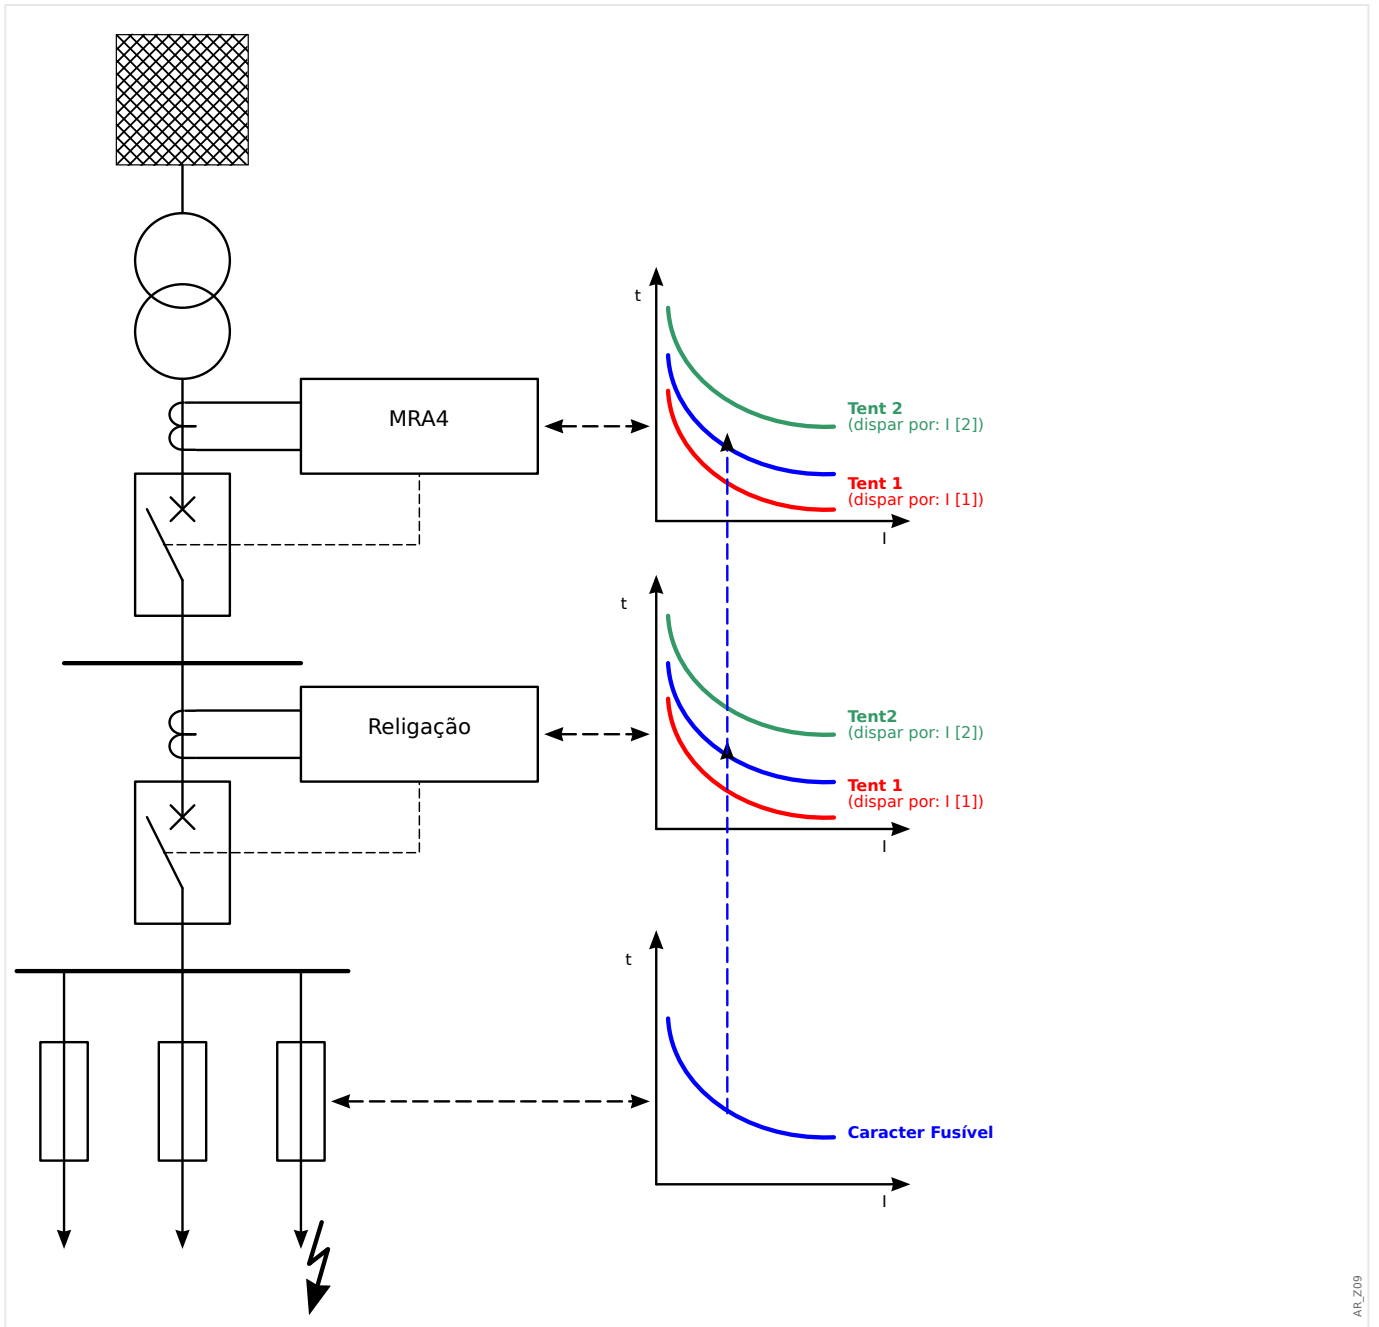 t
MRA4
Tent 2
(dispar por: I [2])
Tent 1
(dispar por: I [1])
I
t
Religação
Tent2
(dispar por: I [2])
Tent 1
(dispar por: I [1])
I
t
Caracter Fusível
I
AR_Z09